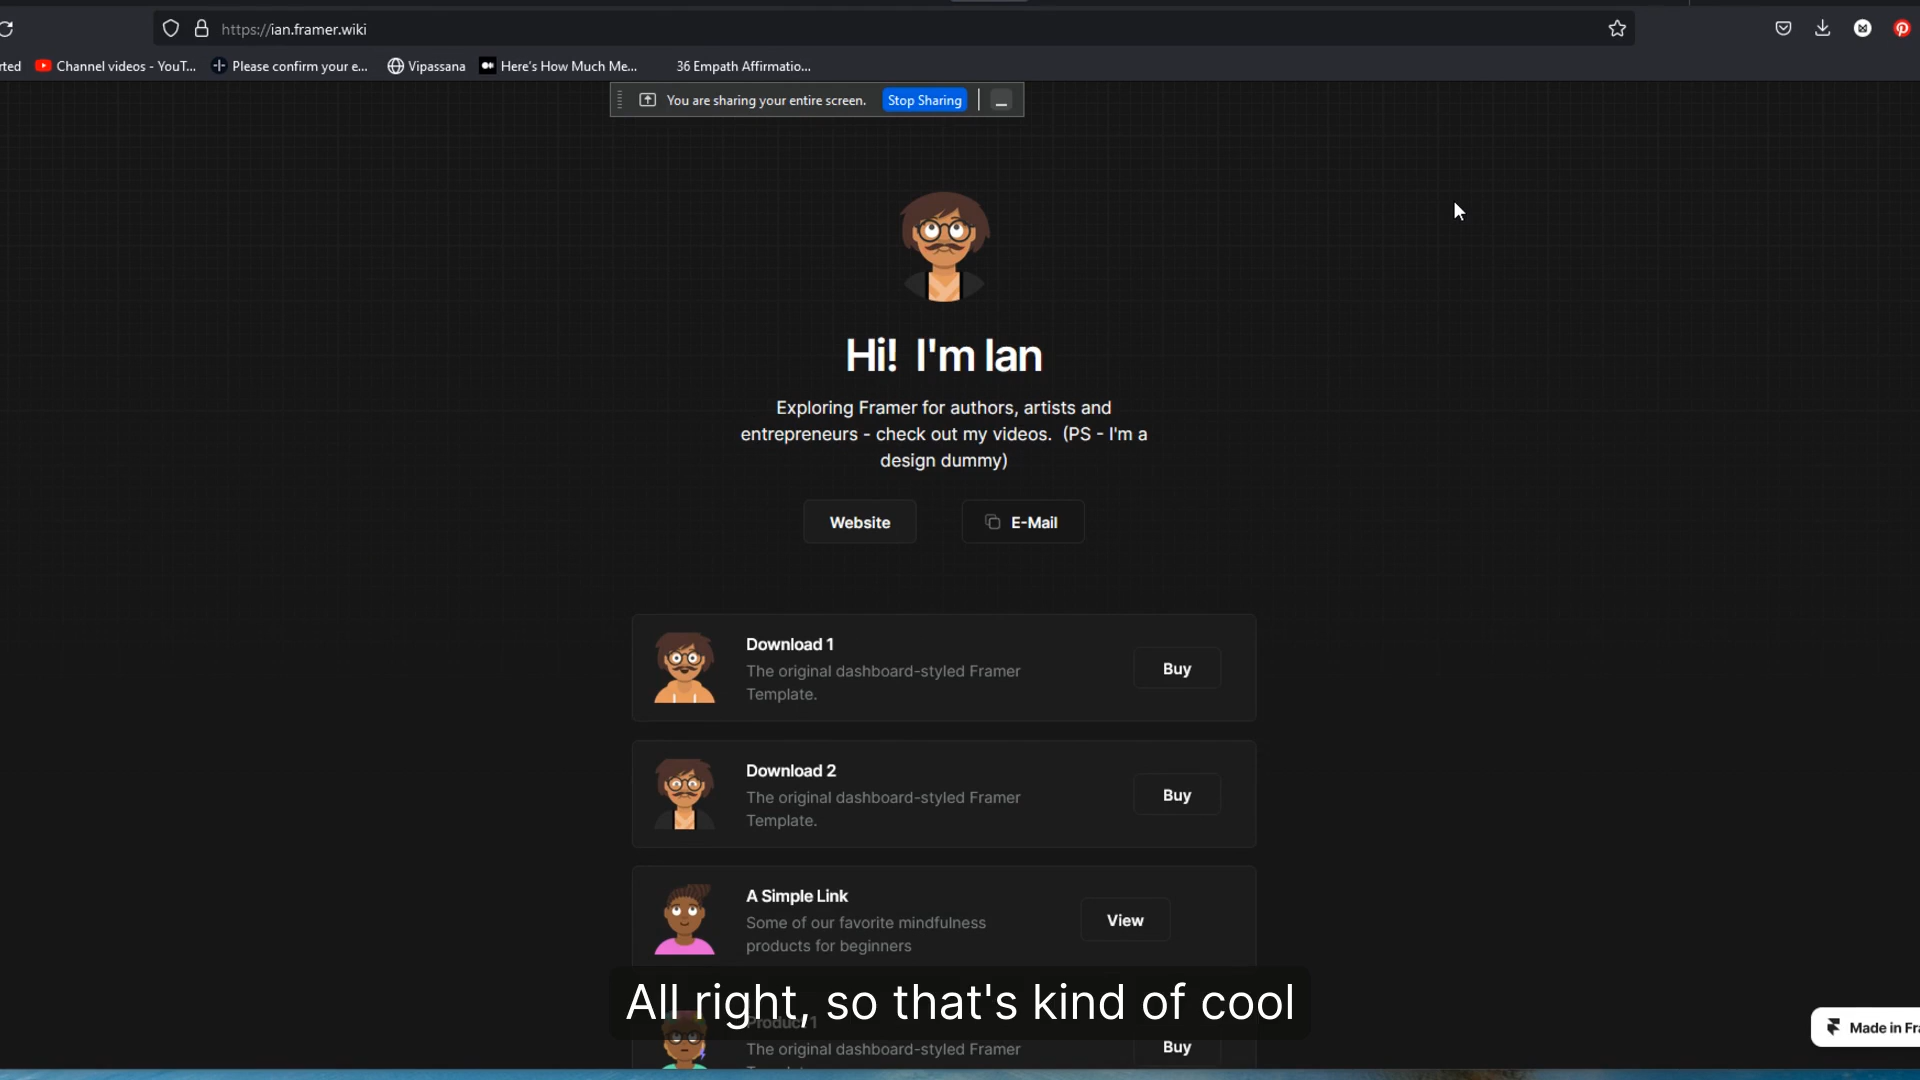 https://ian.framer.wiki
rted Channel videos - YouT... Please confirm your e... Vipassana Here's How Much Me... 36 Empath Affirmatio...
You are sharing your entire screen. Stop Sharing
Hi! I'm Ian
Exploring Framer for authors, artists and
entrepreneurs - check out my videos. (PS - I'm a
design dummy)
Website E-Mail
Download 1
The original dashboard-styled Framer
Template.
Buy
Download 2
The original dashboard-styled Framer
Template.
Buy
A Simple Link
Some of our favorite mindfulness
products for beginners
View
All right, so that's kind of cool
Product 1
The original dashboard-styled Framer
Buy
Made in Fra